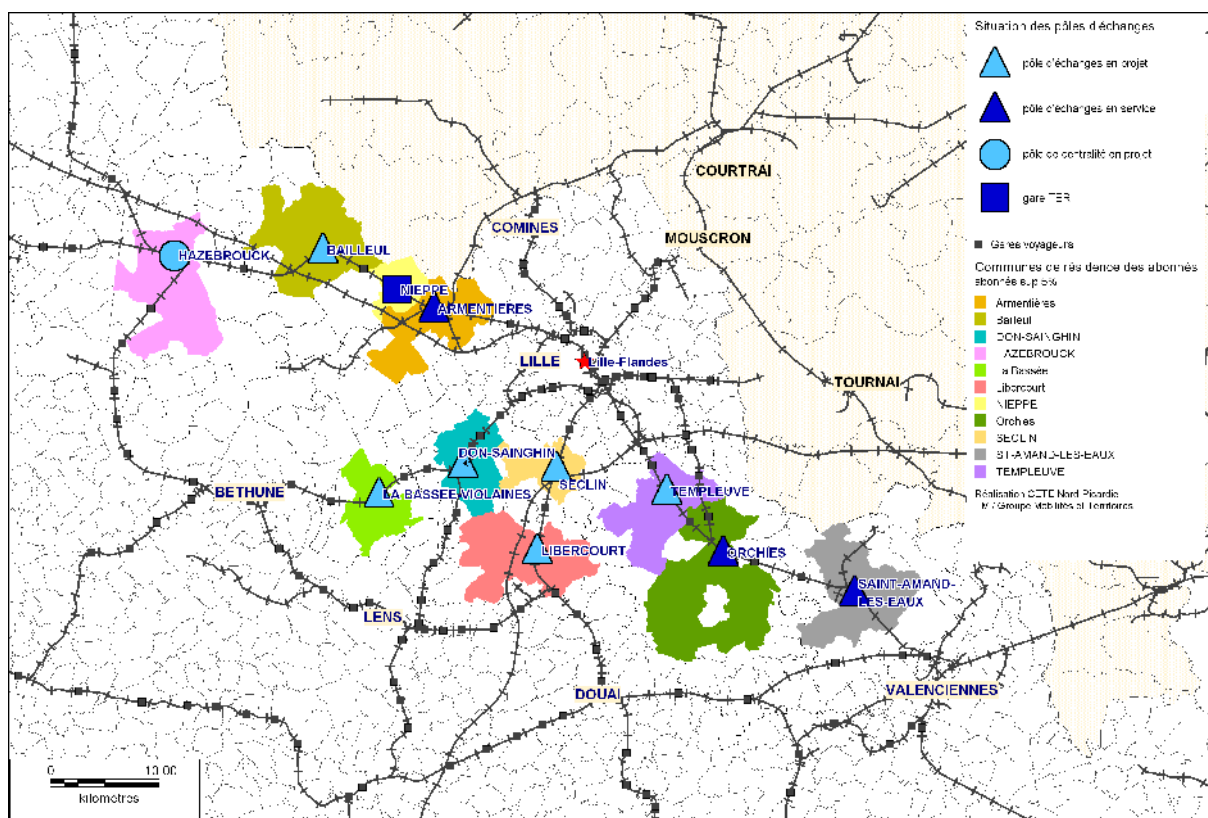 Situation des pôles d'échanges
pôle d'échanges en projet
pôle d'échanges en service
pôle de centralité en projet
gare TER
Gares voyageurs
Communes de résidence des abonnés
abonnés sup 5%
Armentières
Bailleul
DON-SAINGHIN
HAZEBROUCK
La Bassée
Libercourt
NIEPPE
Orchies
SECLIN
ST-AMAND-LES-EAUX
TEMPLEUVE
Réalisation CETE Nord Picardie
Groupe Mobilités et Territoires
COURTRAI
COMINES
MOUSCRON
HAZEBROUCK
BAILLEUL
NIEPPE
ARMENTIERES
LILLE
Lille-Flandes
TOURNAI
DON-SAINGHIN
SECLIN
BETHUNE
LA BASSEE-VIOLAINES
TEMPLEUVE
LIBERCOURT
ORCHIES
SAINT-AMAND-
LES-EAUX
LENS
DOUAI
VALENCIENNES
0
kilomètres